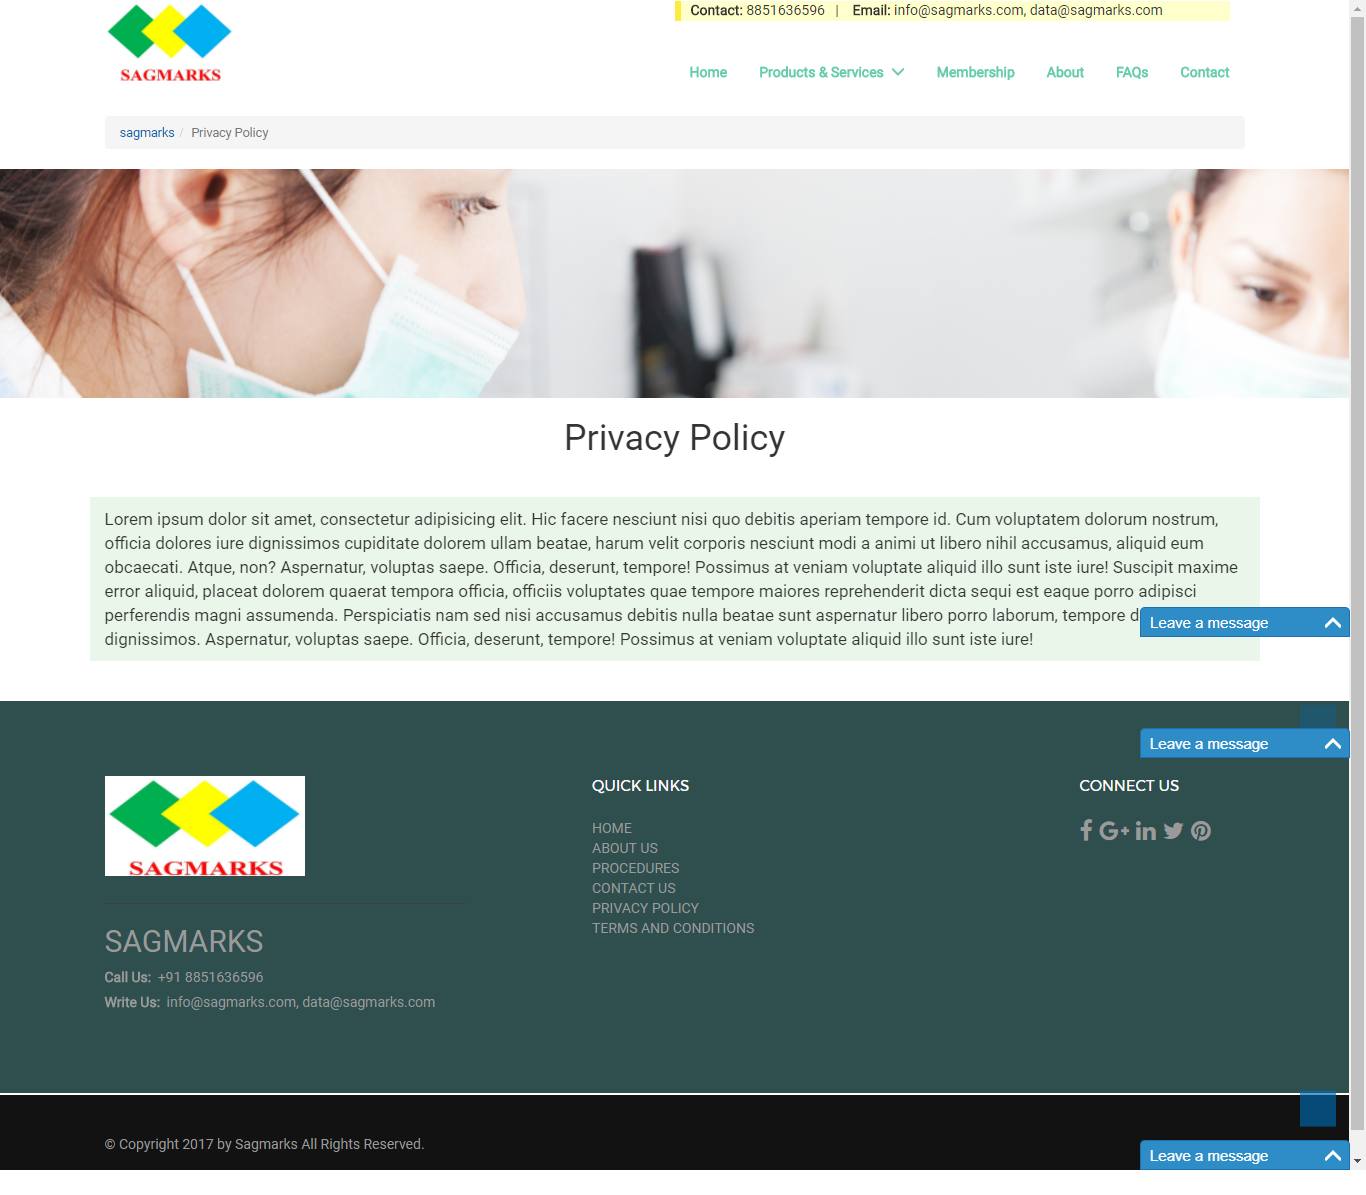 SAGMARKS
Contact: 8851636596 | Email: info@sagmarks.com, data@sagmarks.com
Home Products & Services Membership About FAQs Contact
sagmarks / Privacy Policy
Privacy Policy
Lorem ipsum dolor sit amet, consectetur adipisicing elit. Hic facere nesciunt nisi quo debitis aperiam tempore id. Cum voluptatem dolorum nostrum,
officia dolores iure dignissimos cupiditate dolorem ullam beatae, harum velit corporis nesciunt modi a animi ut libero nihil accusamus, aliquid eum
obcaecati. Atque, non? Aspernatur, voluptas saepe. Officia, deserunt, tempore! Possimus at veniam voluptate aliquid illo sunt iste iure! Suscipit maxime
error aliquid, placeat dolorem quaerat tempora officia, officiis voluptates quae tempore maiores reprehenderit dicta sequi est eaque porro adipisci
perferendis magni assumenda. Perspiciatis nam sed nisi accusamus debitis nulla beatae sunt aspernatur libero porro laborum, tempore
dignissimos. Aspernatur, voluptas saepe. Officia, deserunt, tempore! Possimus at veniam voluptate aliquid illo sunt iste iure!
Leave a message
Leave a message
SAGMARKS
SAGMARKS
Call Us: +91 8851636596
Write Us: info@sagmarks.com, data@sagmarks.com
QUICK LINKS
HOME
ABOUT US
PROCEDURES
CONTACT US
PRIVACY POLICY
TERMS AND CONDITIONS
CONNECT US
© Copyright 2017 by Sagmarks All Rights Reserved.
Leave a message